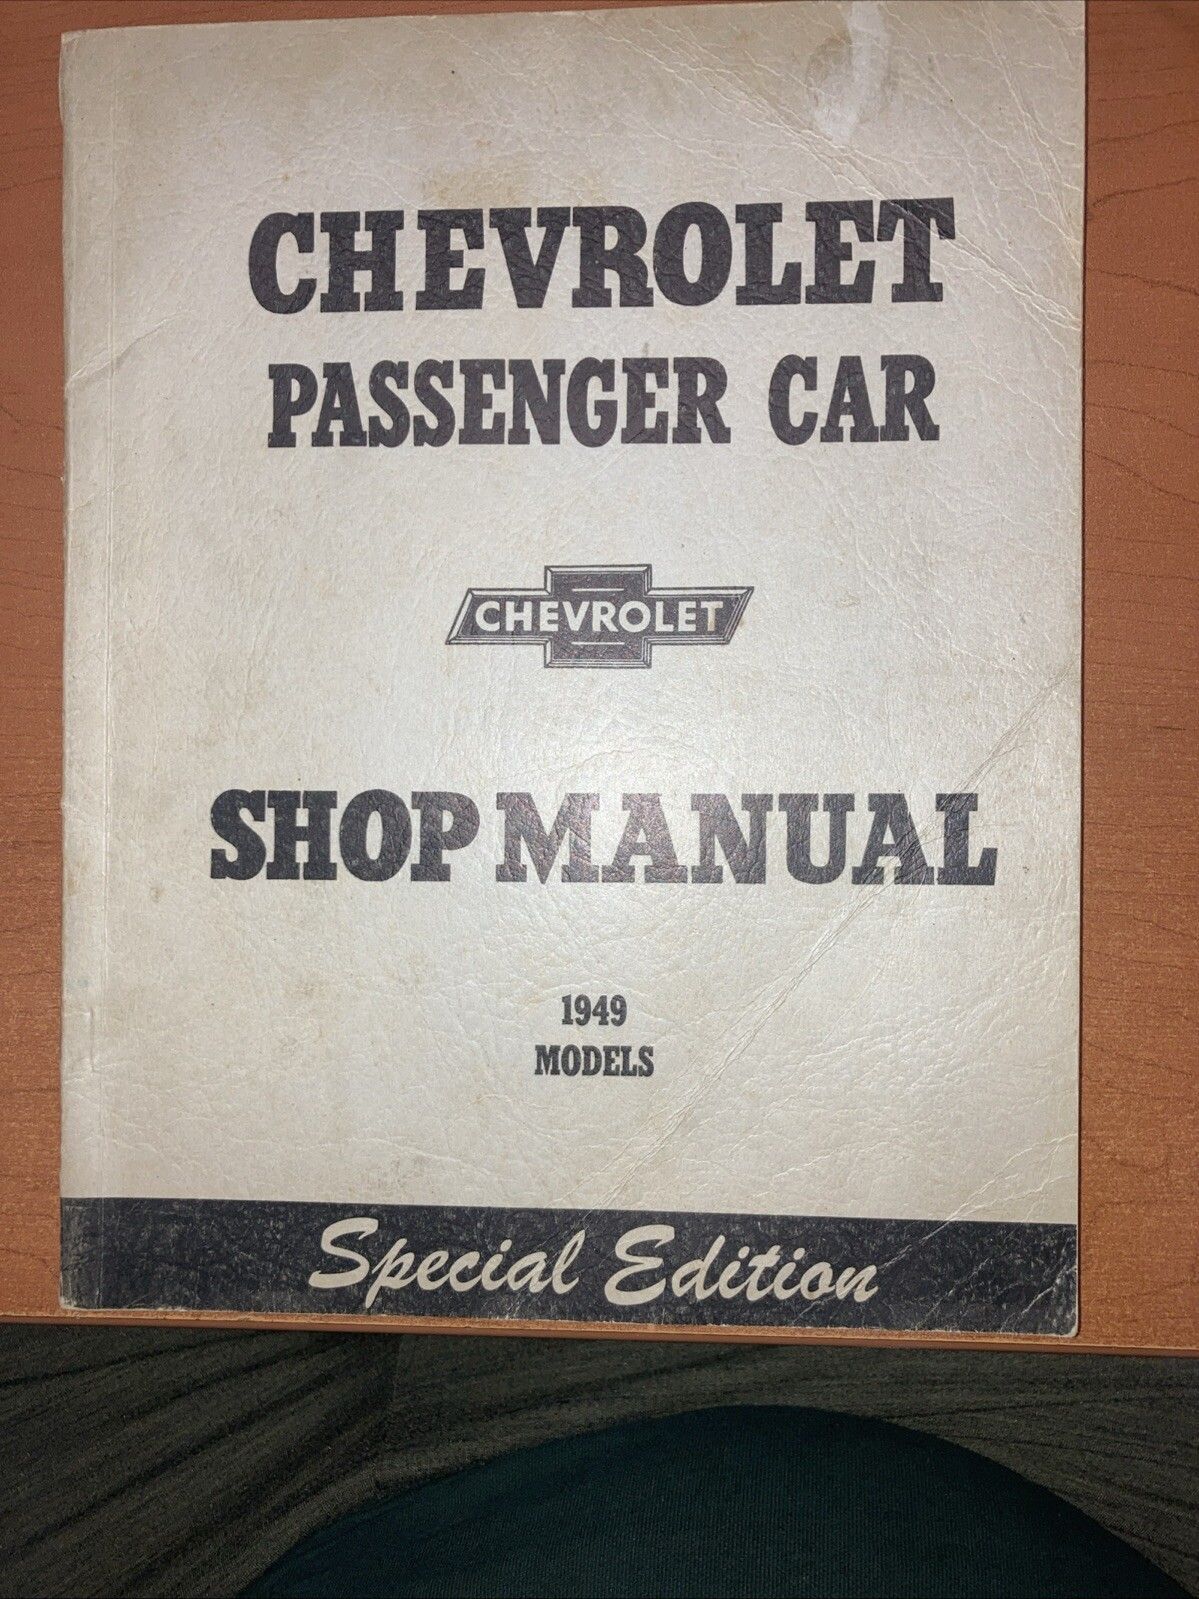 CHEVROLET
PASSENGER CAR
CHEVROLET
SHOP MANUAL
1949
MODELS
Special Edition